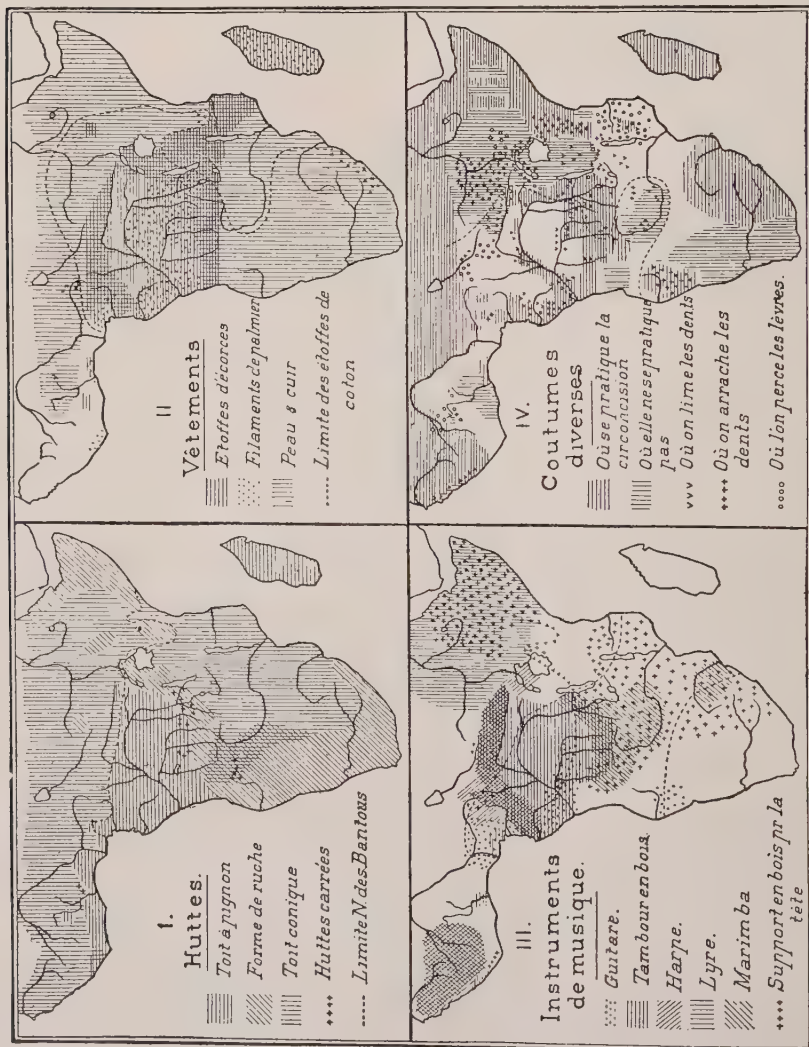 I.
Huttes.
Toit à pignon
Forme de ruche
Toit conique
Huttes carrées
Limite N. des Bantous
II
Vêtements
Etoffes d'écorces
Filaments de palmier
Peau & cuir
Limite des étoffes de
coton
III.
Instruments
de musique.
Guitare.
Tambour en bois.
Harpe.
Lyre.
Marimba
Support en bois pr la
tête
IV.
Coutumes
diverses
Où se pratique la
circoncision
Où elle ne se pratique
pas
Où on lime les dents
Où on arrache les
dents
Où l'on perce les lèvres.